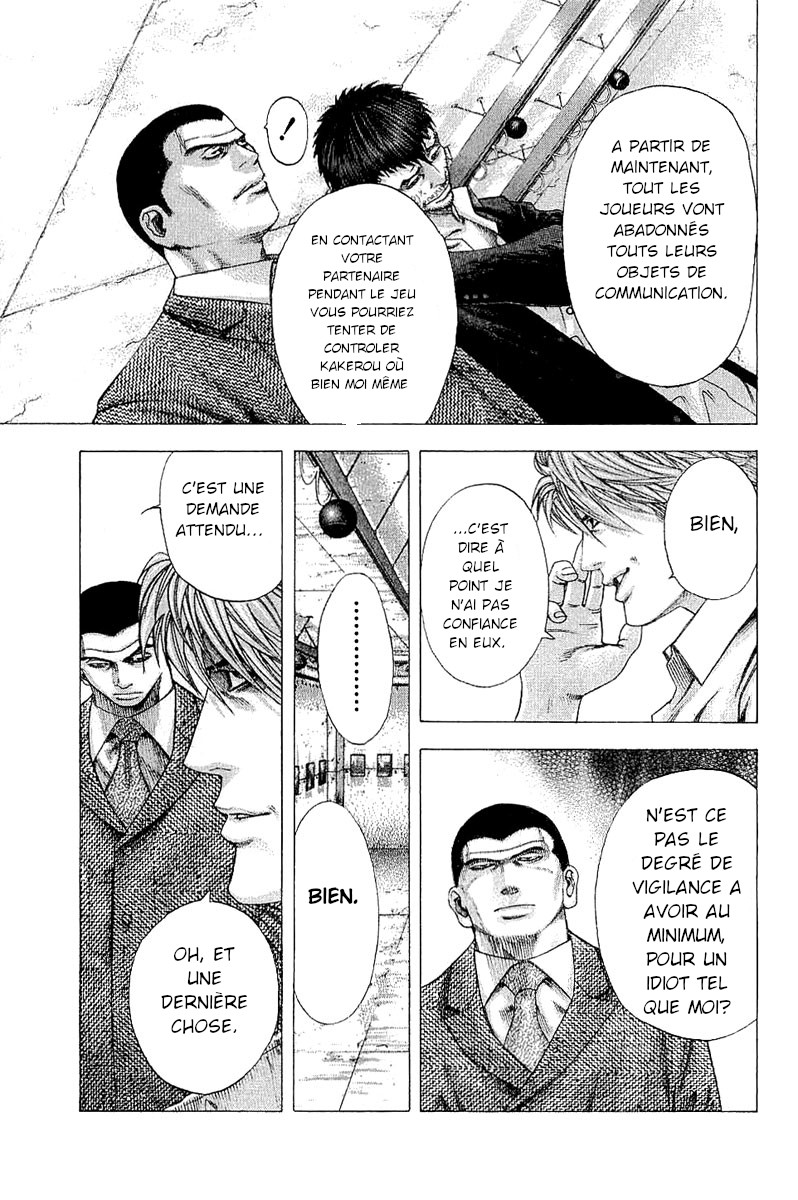 A PARTIR DE
MAINTENANT,
TOUT LES
JOUEURS VONT
ABADONNÉS
TOUTS LEURS
OBJETS DE
COMMUNICATION.
!
EN CONTACTANT
VOTRE
PARTENAIRE
PENDANT LE JEU
VOUS POURRIEZ
TENTER DE
CONTROLER
KAKEROU OÙ
BIEN MOI MÊME
BIEN,
...C'EST
DIRE À
QUEL
POINT JE
N'AI PAS
CONFIANCE
EN EUX.
N'EST CE
PAS LE
DEGRÉ DE
VIGILANCE A
AVOIR AU
MINIMUM,
POUR UN
IDIOT TEL
QUE MOI?
..........
BIEN.
C'EST UNE
DEMANDE
ATTENDU...
OH, ET
UNE
DERNIÈRE
CHOSE.